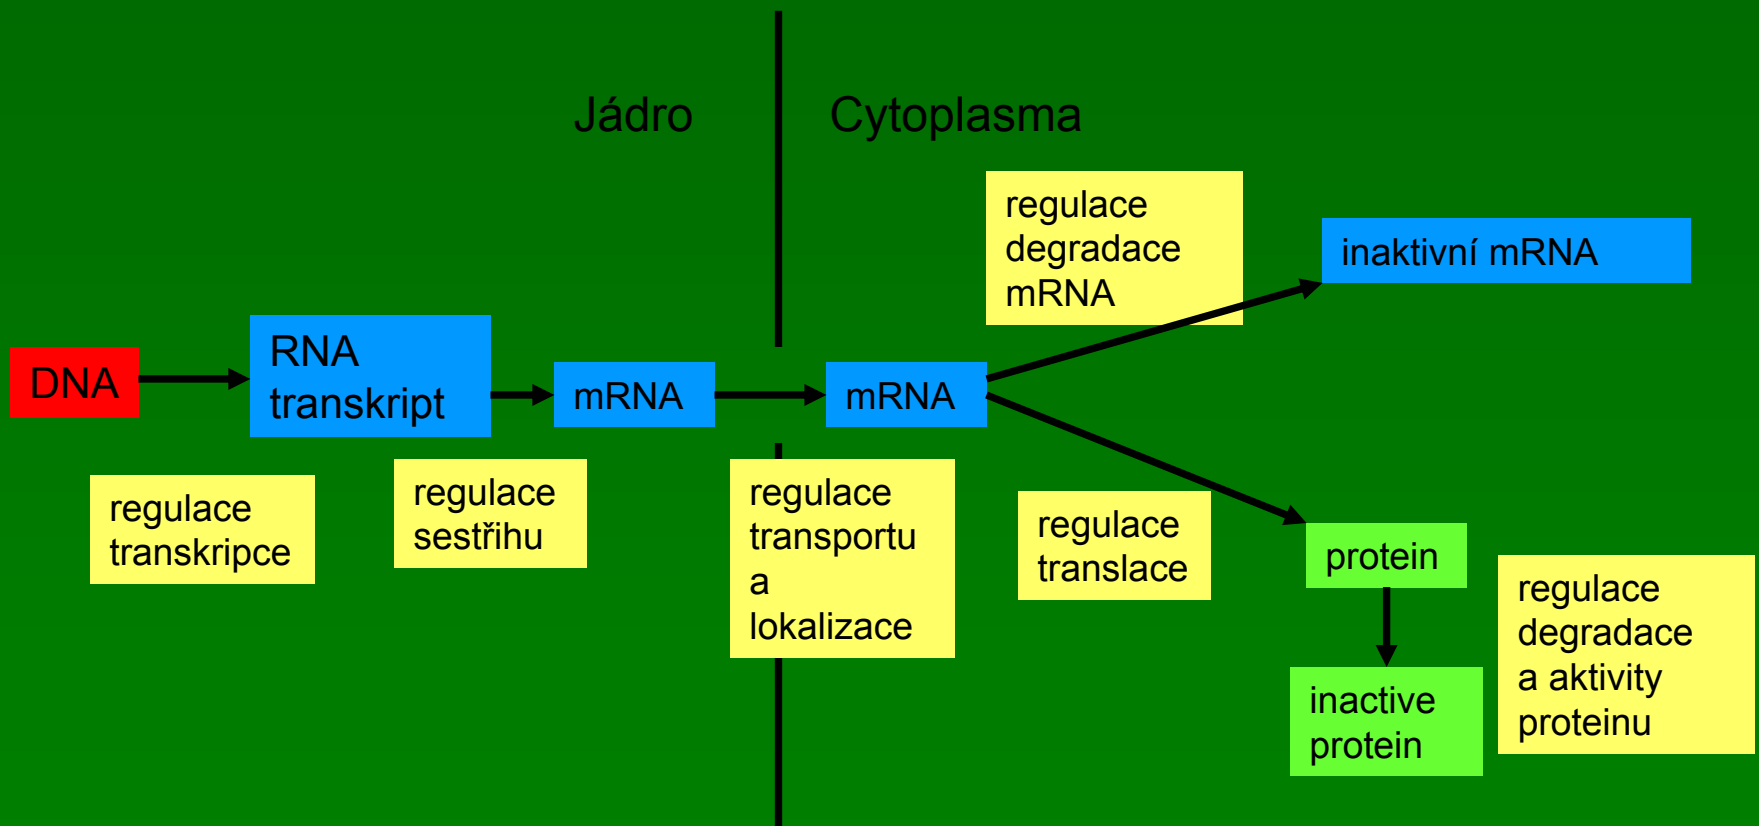 Jádro
Cytoplasma
regulace
degradace
mRNA
inaktivní mRNA
DNA
RNA
transkript
mRNA
mRNA
regulace
transkripce
regulace
sestřihu
regulace
transportu
a
lokalizace
regulace
translace
protein
regulace
degradace
a aktivity
proteinu
inactive
protein